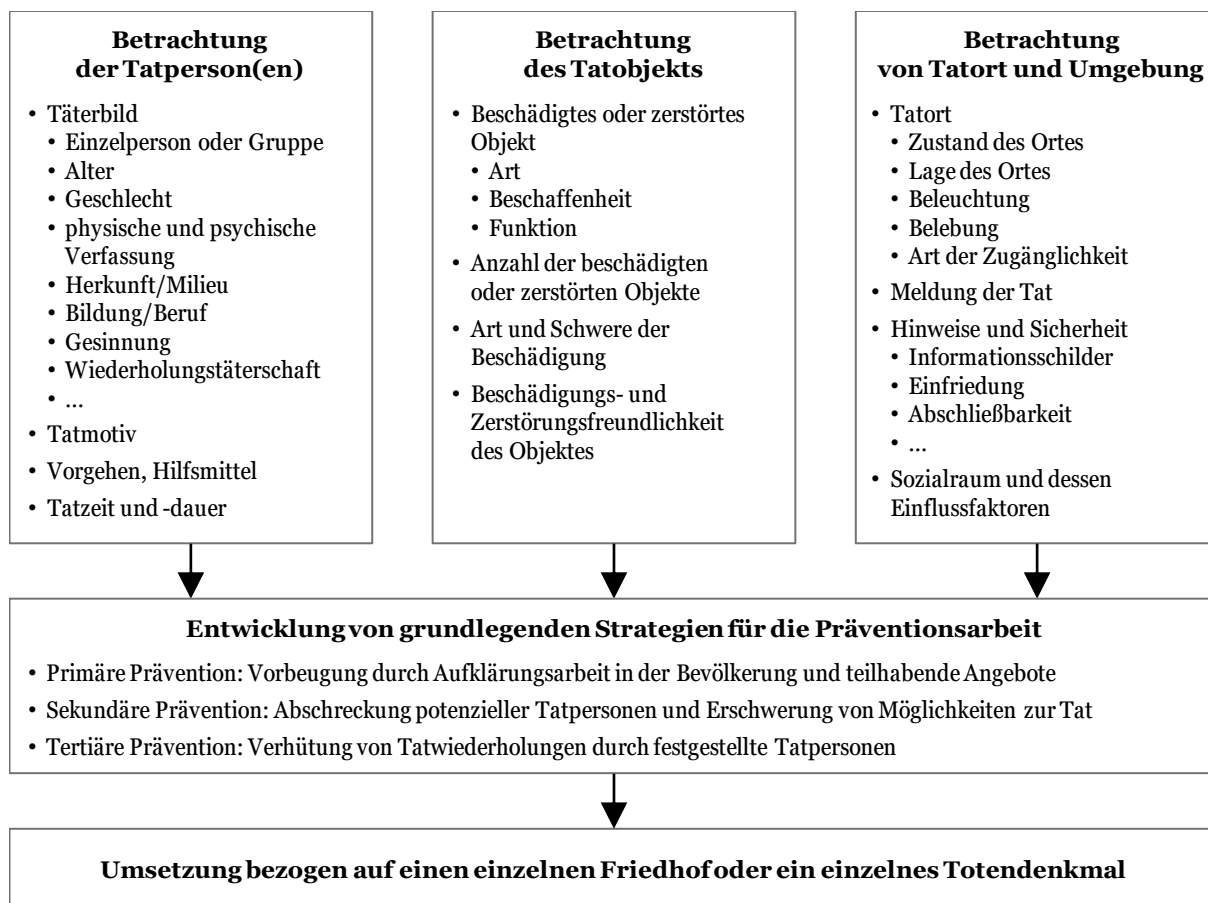 Betrachtung
der Tatperson(en)
• Täterbild
• Einzelperson oder Gruppe
• Alter
• Geschlecht
• physische und psychische
Verfassung
• Herkunft/Milieu
• Bildung/Beruf
• Gesinnung
• Wiederholungstäterschaft
• ...
• Tatmotiv
• Vorgehen, Hilfsmittel
• Tatzeit und -dauer
Betrachtung
des Tatobjekts
• Beschädigtes oder zerstörtes
Objekt
• Art
• Beschaffenheit
• Funktion
• Anzahl der beschädigten
oder zerstörten Objekte
• Art und Schwere der
Beschädigung
• Beschädigungs- und
Zerstörungsfreundlichkeit
des Objektes
Betrachtung
von Tatort und Umgebung
• Tatort
• Zustand des Ortes
• Lage des Ortes
• Beleuchtung
• Belebung
• Art der Zugänglichkeit
• Meldung der Tat
• Hinweise und Sicherheit
• Informationsschilder
• Einfriedung
• Abschließbarkeit
• ...
• Sozialraum und dessen
Einflussfaktoren
Entwicklung von grundlegenden Strategien für die Präventionsarbeit
• Primäre Prävention: Vorbeugung durch Aufklärungsarbeit in der Bevölkerung und teilhabende Angebote
• Sekundäre Prävention: Abschreckung potenzieller Tatpersonen und Erschwerung von Möglichkeiten zur Tat
• Tertiäre Prävention: Verhütung von Tatwiederholungen durch festgestellte Tatpersonen
Umsetzung bezogen auf einen einzelnen Friedhof oder ein einzelnes Totendenkmal